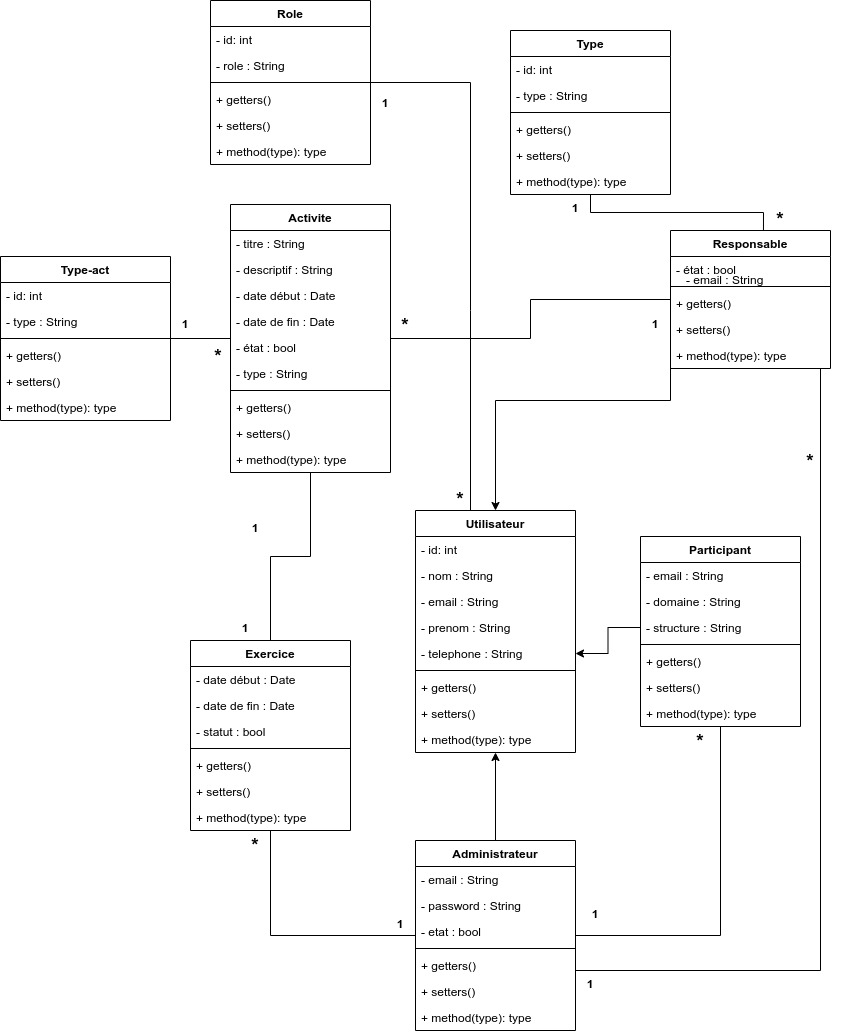 Role
- id: int
- role : String
+ getters()
+ setters()
+ method(type): type
1
Type
- id: int
- type : String
+ getters()
+ setters()
+ method(type): type
1
*
Responsable
- état : bool
- email : String
+ getters()
+ setters()
+ method(type): type
1
*
Activite
- titre : String
- descriptif : String
- date début : Date
- date de fin : Date
- état : bool
- type : String
+ getters()
+ setters()
+ method(type): type
*
1
Type-act
- id: int
- type : String
+ getters()
+ setters()
+ method(type): type
1
*
*
Utilisateur
- id: int
- nom : String
- email : String
- prenom : String
- telephone : String
+ getters()
+ setters()
+ method(type): type
Participant
- email : String
- domaine : String
- structure : String
+ getters()
+ setters()
+ method(type): type
*
1
Exercice
- date début : Date
- date de fin : Date
- statut : bool
+ getters()
+ setters()
+ method(type): type
*
1
Administrateur
- email : String
- password : String
- etat : bool
+ getters()
+ setters()
+ method(type): type
1
1